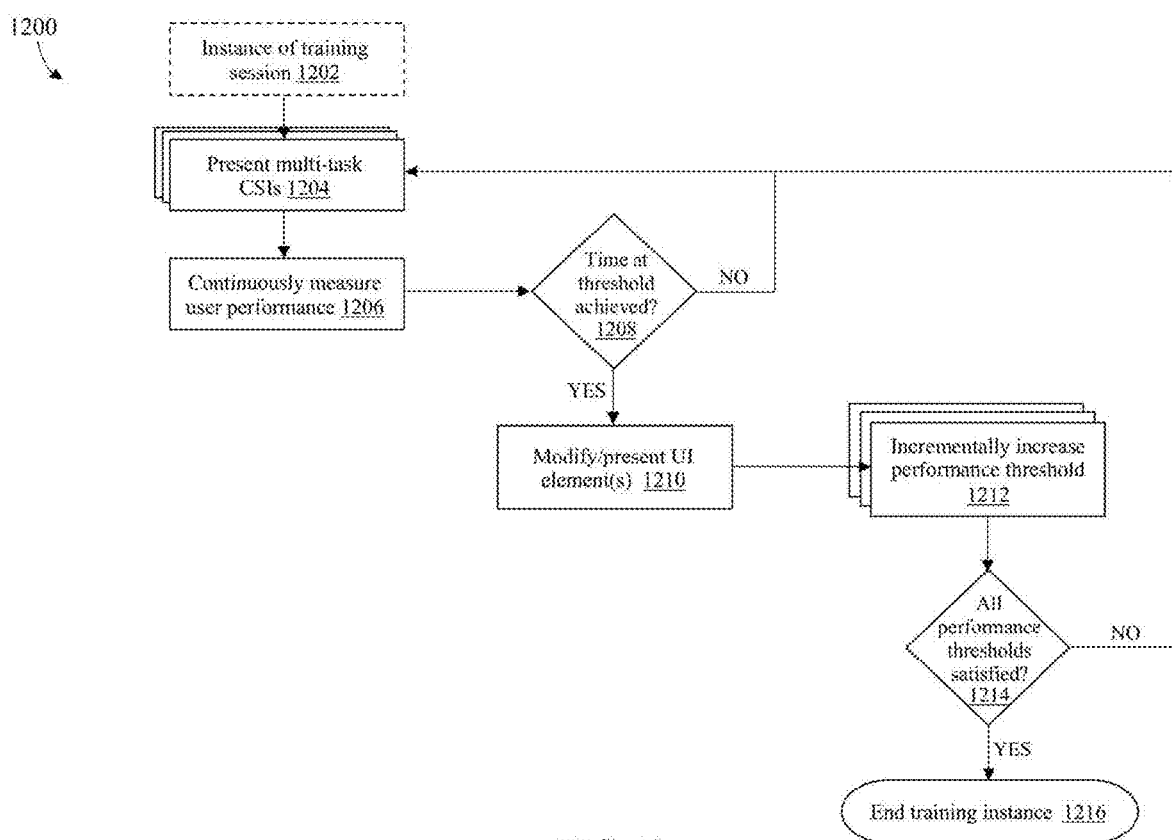 1200
Instance of training
session 1202
Present multi-task
CSIs 1204
Continuously measure
user performance 1206
Time at
threshold
achieved?
1208
NO
YES
Modify/present UI
element(s) 1210
Incrementally increase
performance threshold
1212
All
performance
thresholds
satisfied?
1214
NO
YES
End training instance 1216